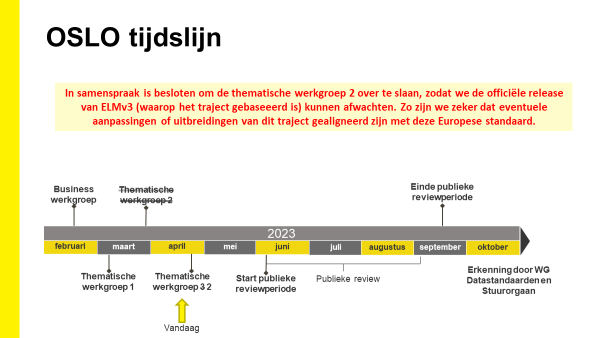 OSLO tijdslijn
In samenspraak is besloten om de thematische werkgroep 2 over te slaan, zodat we de officiële release
van ELMv3 (waarop het traject gebaseeerd is) kunnen afwachten. Zo zijn we zeker dat eventuele
aanpassingen of uitbreidingen van dit traject gealigneerd zijn met deze Europese standaard.
Business
werkgroep
Thematische
werkgroep 2
Einde publieke
reviewperiode
2023
februari maart april mei juni juli augustus september oktober
Thematische
werkgroep 1
Thematische
werkgroep 3 2
Start publieke
reviewperiode
Publieke review
Erkenning door WG
Datastandaarden en
Stuurorgaan
Vandaag